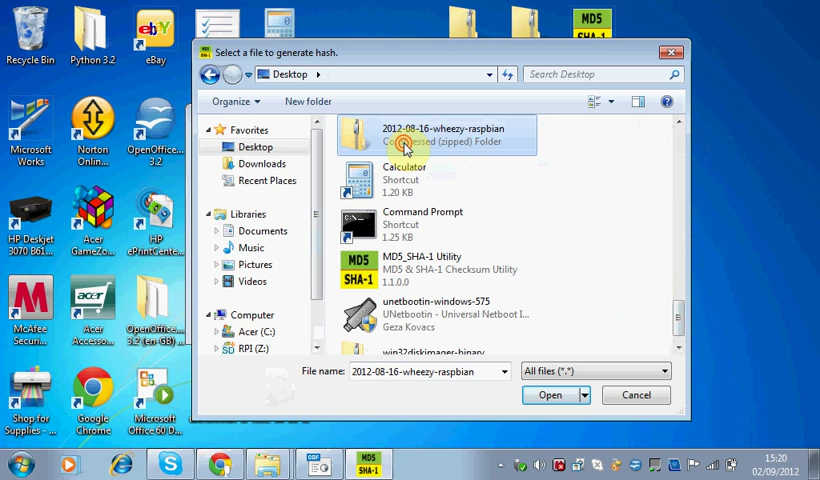 Recycle Bin
Python 3.2
eBay
ebY
MD5
SHA-1
Select a file to generate hash.
Desktop
Search Desktop
Organize
New folder
Microsoft Works
Norton Online...
OpenOffice... 3.2
HP Deskjet 3070 B61...
Acer GameZo...
HP ePrintCente...
McAfee Securi...
Acer Accesso...
OpenOffice... 3.2 (en-GB) ...
Shop for Supplies - ...
Google Chrome
Microsoft Office 60 D...
acer
Favorites
Desktop
Downloads
Recent Places
Libraries
Documents
Music
Pictures
Videos
Computer
Acer (C:)
RPI (Z:)
2012-08-16-wheezy-raspbian
Compressed (zipped) Folder
Calculator
Shortcut
1.20 KB
Command Prompt
Shortcut
1.25 KB
MD5
SHA-1
MD5_SHA-1 Utility
MD5 & SHA-1 Checksum Utility
1.1.0.0
unetbootin-windows-575
UNetbootin - Universal Netboot I...
Geza Kovacs
win32diskimager-binary
File name:
2012-08-16-wheezy-raspbian
All files (*.*)
Open
Cancel
MD5
SHA-1
15:20
02/09/2012